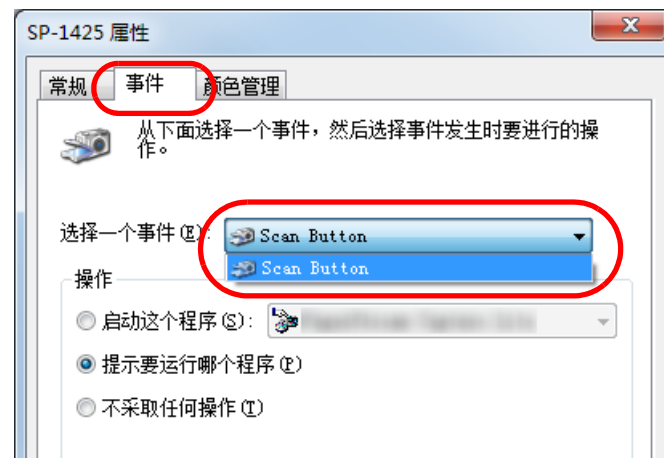 SP-1425 属性
常规 事件 颜色管理
从下面选择一个事件，然后选择事件发生时要进行的操
作。
选择一个事件(E): Scan Button
Scan Button
操作
启动这个程序(S):
提示要运行哪个程序(P)
不采取任何操作(T)